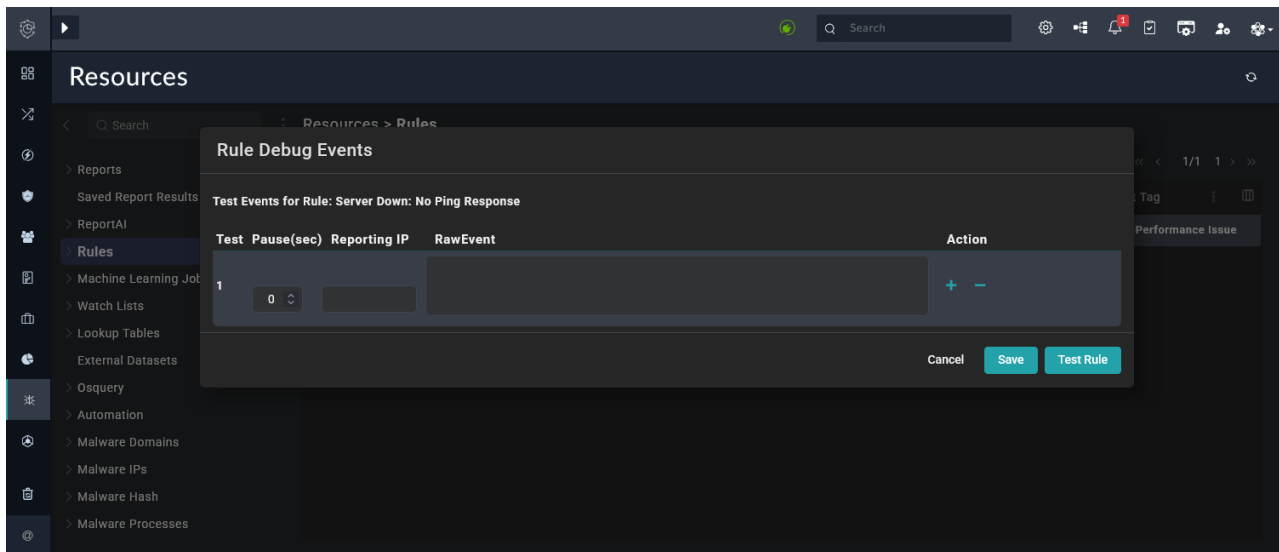 Search
1
Resources
Search
Resources > Rules
Rule Debug Events
1/1 1
Reports
Saved Report Results
Test Events for Rule: Server Down: No Ping Response
Tag
ReportAI
Test Pause(sec) Reporting IP RawEvent Action
Performance Issue
Rules
Machine Learning Job
1
0
Watch Lists
Lookup Tables
External Datasets
Cancel Save Test Rule
Osquery
Automation
Malware Domains
Malware IPs
Malware Hash
Malware Processes